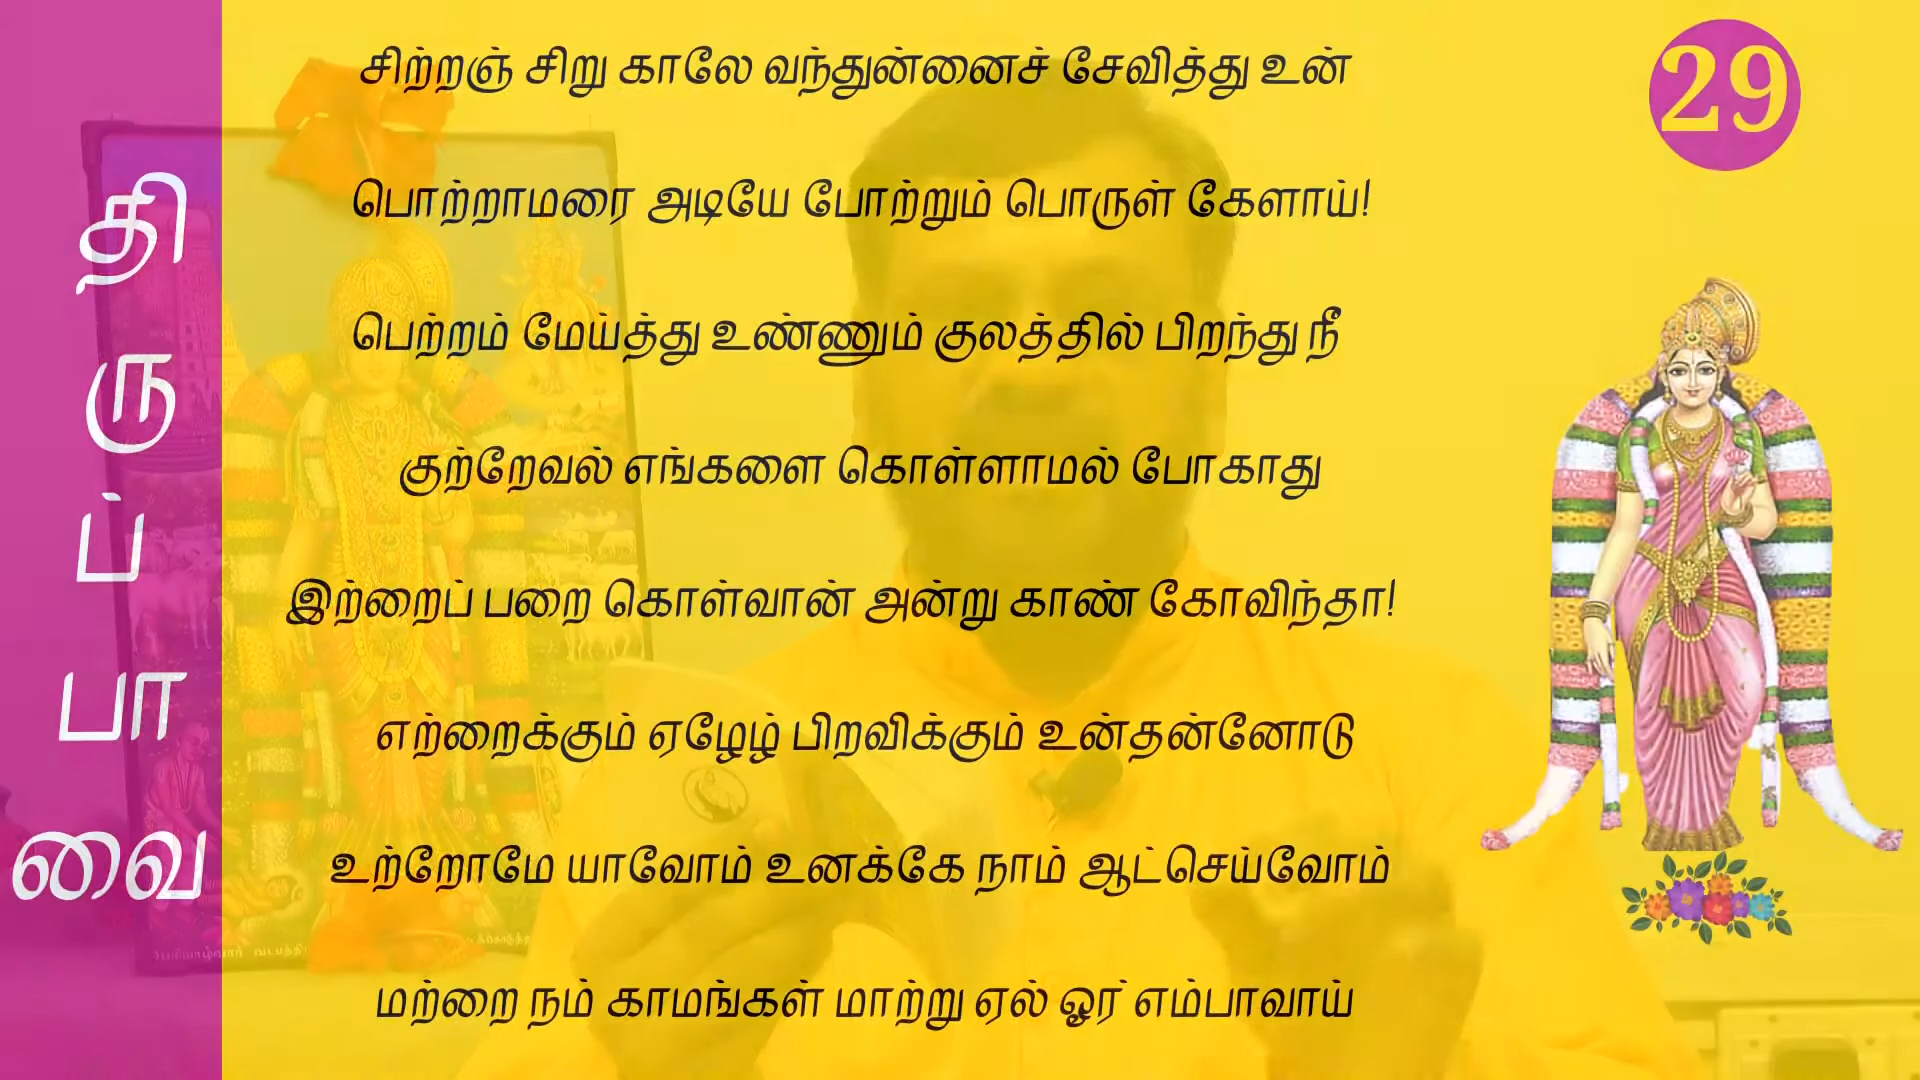 திருப்பாவை
29
சிற்றஞ் சிறு காலே வந்துன்னைச் சேவித்து உன்
பொற்றாமரை அடியே போற்றும் பொருள் கேளாய்!
பெற்றம் மேய்த்து உண்ணும் குலத்தில் பிறந்து நீ
குற்றேவல் எங்களை கொள்ளாமல் போகாது
இற்றைப் பறை கொள்வான் அன்று காண் கோவிந்தா!
எற்றைக்கும் ஏழேழ் பிறவிக்கும் உன்தன்னோடு
உற்றோமே யாவோம் உனக்கே நாம் ஆட்செய்வோம்
மற்றை நம் காமங்கள் மாற்று ஏல் ஓர் எம்பாவாய்